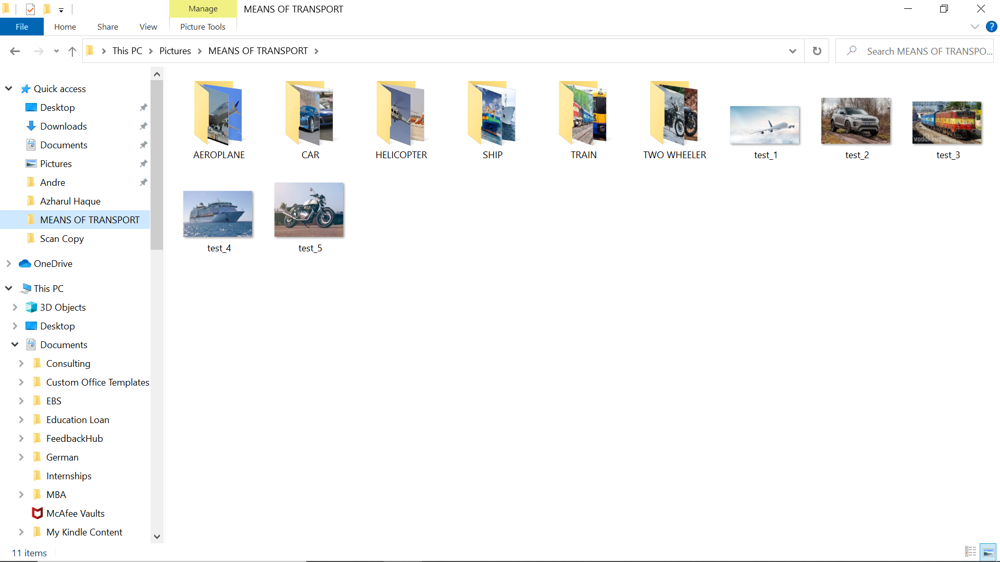 Manage
MEANS OF TRANSPORT
File
Home
Share
View
Picture Tools
?
This PC
Pictures
MEANS OF TRANSPORT
Search MEANS OF TRANSPO...
Quick access
Desktop
Downloads
Documents
Pictures
Andre
Azharul Haque
MEANS OF TRANSPORT
Scan Copy
OneDrive
This PC
3D Objects
Desktop
Documents
Consulting
Custom Office Templates
EBS
Education Loan
FeedbackHub
German
Internships
MBA
McAfee Vaults
My Kindle Content
AEROPLANE
CAR
HELICOPTER
SHIP
TRAIN
TWO WHEELER
test_1
test_2
vadakkus
test_3
test_4
test_5
11 items